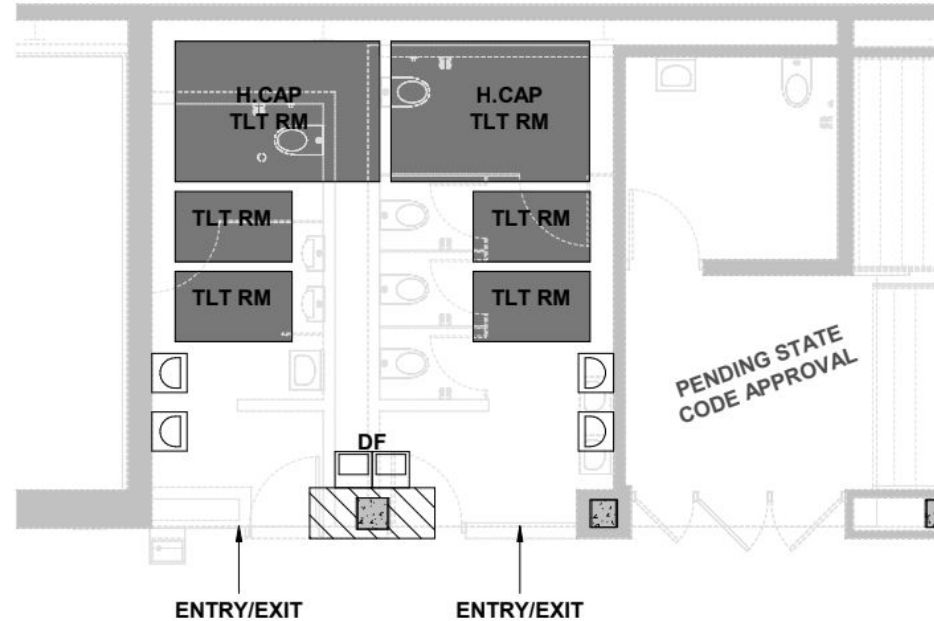 H.CAP
TLT RM
H.CAP
TLT RM
TLT RM
TLT RM
TLT RM
TLT RM
PENDING STATE
CODE APPROVAL
DF
ENTRY/EXIT
ENTRY/EXIT